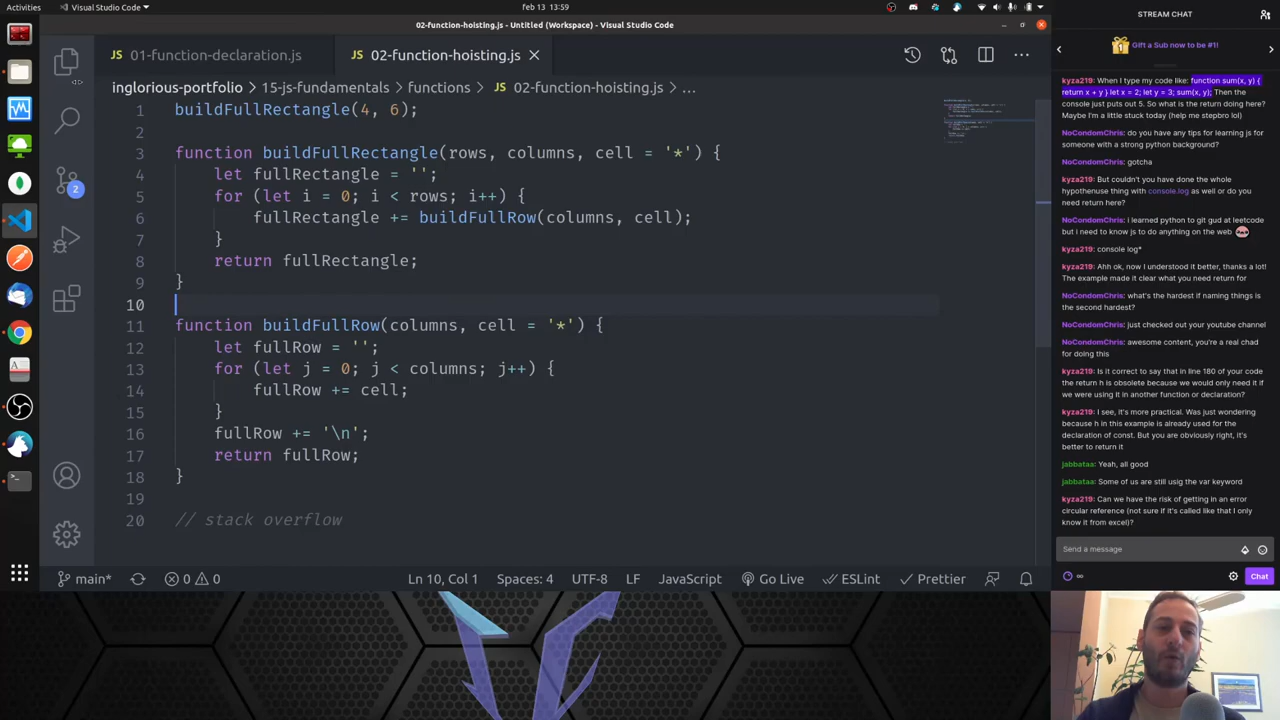 Activities
Visual Studio Code
feb 13 13:59
02-function-hoisting.js - Untitled (Workspace) - Visual Studio Code
JS 01-function-declaration.js
JS 02-function-hoisting.js
inglorious-portfolio > 13-js-fundamentals-functions > JS 02-function-hoisting.js > ...
1 buildFullRectangle(4, 6);
2
3 function buildFullRectangle(rows, columns, cell = '*') {
4 let fullRectangle = '';
5 for (let i = 0; i < rows; i++) {
6 fullRectangle += buildFullRow(columns, cell);
7 }
8 return fullRectangle;
9 }
10
11 function buildFullRow(columns, cell = '*') {
12 let fullRow = '';
13 for (let j = 0; j < columns; j++) {
14 fullRow += cell;
15 }
16 fullRow += '\n';
17 return fullRow;
18 }
19
20 // stack overflow
2
main*
0 0
Ln 10, Col 1
Spaces: 4
UTF-8
LF
JavaScript
Go Live
ESLint
Prettier
STREAM CHAT
1
Gift a Sub now to be #1!
kyza219: When I type my code like: function sum(x, y) {
return x + y } let x = 2; let y = 3; sum(x, y); Then the
console just puts out 5. So what is the return doing here?
Maybe I'm a little stuck today (help me stepbro lol)
NoCondomChris: do you have any tips for learning js for
someone with a strong python background?
NoCondomChris: gotcha
kyza219: But couldn't you have done the whole
hypothenuse thing with console.log as well or do you
need return here?
NoCondomChris: i learned python to git gud at leetcode
but i need to know js to do anything on the web
kyza219: console log*
kyza219: Ahh ok, now I understood it better, thanks a lot!
The example made it clear what you need return for
NoCondomChris: what's the hardest if naming things is
the second hardest?
NoCondomChris: just checked out your youtube channel
NoCondomChris: awesome content, you're a real chad
for doing this
kyza219: Is it correct to say that in line 180 of your code
the return h is obsolete because we would only need it if
we were using it in another function or declaration?
kyza219: I see, it's more practical. Was just wondering
because h in this example is already used for the
declaration of const. But you are obviously right, it's
better to return it
jabbataa: Yeah, all good
jabbataa: Some of us are still usig the var keyword
kyza219: Can we have the risk of getting in an error
circular reference (not sure if it's called like that I only
know it from excel)?
Send a message
∞
Chat